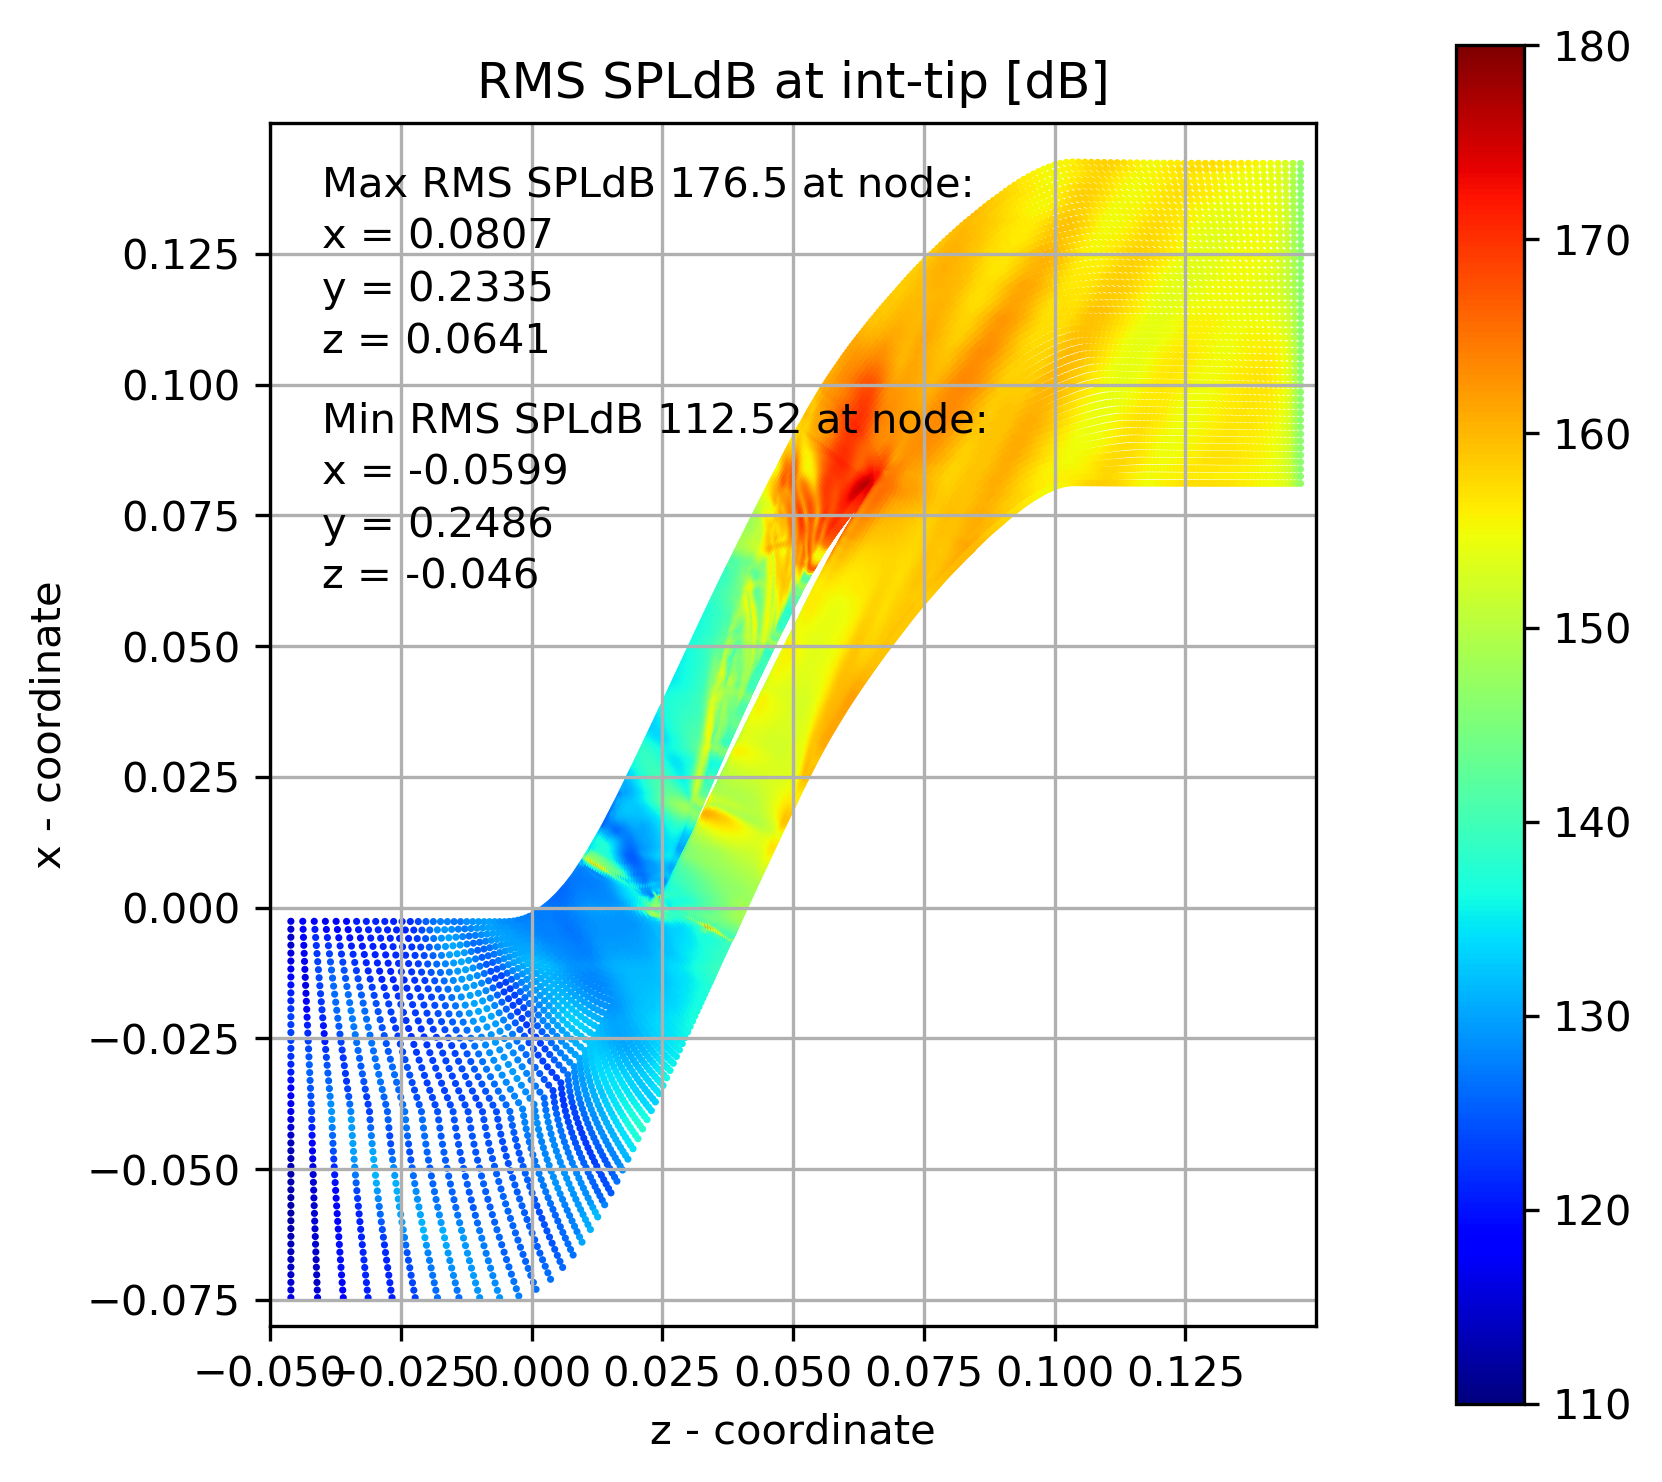 RMS SPLdB at int-tip [dB]
Max RMS SPLdB 176.5 at node:
x = 0.0807
y = 0.2335
z = 0.0641
Min RMS SPLdB 112.52 at node:
x = -0.0599
y = 0.2486
z = -0.046
x - coordinate
0.125
0.100
0.075
0.050
0.025
0.000
−0.025
−0.050
−0.075
−0.050 −0.025 0.000 0.025 0.050 0.075 0.100 0.125
z - coordinate
180
170
160
150
140
130
120
110